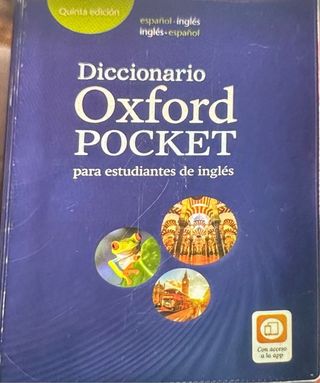 Quinta edición
español-inglés
inglés-español
Diccionario
Oxford
POCKET
para estudiantes de inglés
Con acceso
a la app